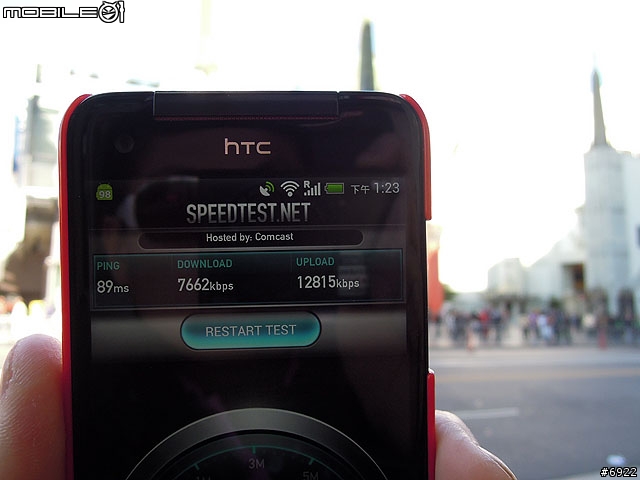 MOBILE01
hTC
98 R 下午 1:23
SPEEDTEST.NET
Hosted by: Comcast
PING DOWNLOAD UPLOAD
89ms 7662kbps 12815kbps
RESTART TEST
3M 5M
#6922